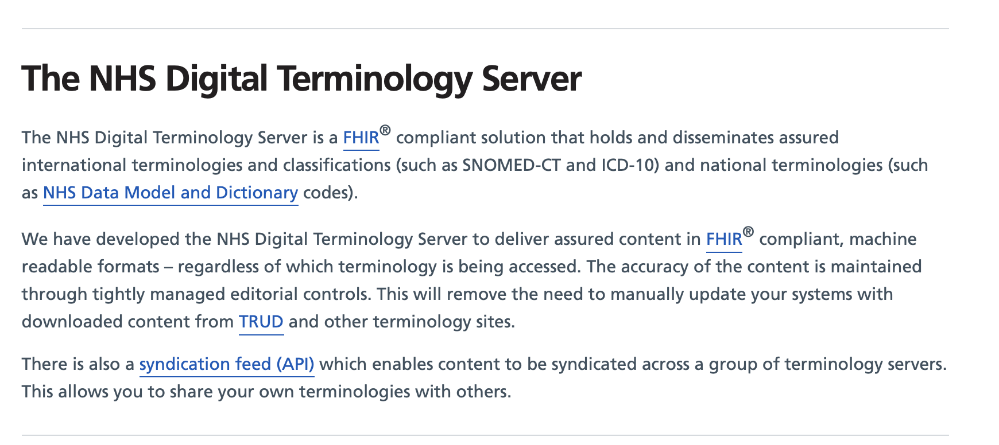 The NHS Digital Terminology Server
The NHS Digital Terminology Server is a FHIR® compliant solution that holds and disseminates assured
international terminologies and classifications (such as SNOMED-CT and ICD-10) and national terminologies (such
as NHS Data Model and Dictionary codes).
We have developed the NHS Digital Terminology Server to deliver assured content in FHIR® compliant, machine
readable formats – regardless of which terminology is being accessed. The accuracy of the content is maintained
through tightly managed editorial controls. This will remove the need to manually update your systems with
downloaded content from TRUD and other terminology sites.
There is also a syndication feed (API) which enables content to be syndicated across a group of terminology servers.
This allows you to share your own terminologies with others.